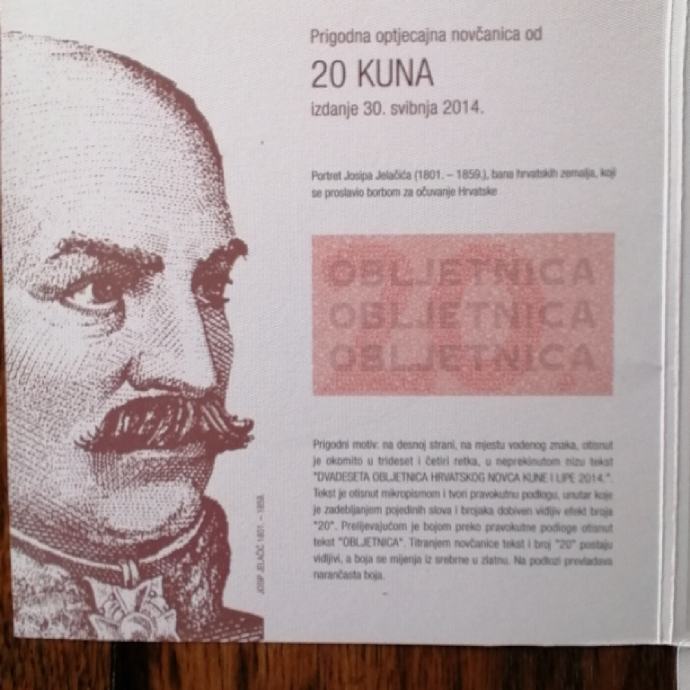 Prigodna optjecajna novčanica od
20 KUNA
izdanje 30. svibnja 2014.
Portret Josipa Jelačića (1801. – 1859.), bana hrvatskih zemalja, koji
se proslavio borbom za očuvanje Hrvatske
OBLJETNICA
OBLJETNICA
OBLJETNICA
20
Prigodni motiv: na desnoj strani, na mjestu vodenog znaka, otisnut
je okomito u trideset i četiri retka, u neprekinutom nizu tekst
"DVADESETA OBLJETNICA HRVATSKOG NOVCA KUNE I LIPE 2014.".
Tekst je otisnut mikropismom i tvori pravokutnu podlogu, unutar koje
je zadebljanjem pojedinih slova i brojaka dobiven vidljiv efekt broja
"20". Prelijevajućom je bojom preko pravokutne podloge otisnut
tekst "OBLJETNICA". Titranjem novčanice tekst i broj "20" postaju
vidljivi, a boja se mijenja iz srebrne u zlatnu. Na podlozi prevladava
narančasta boja.
JOSIP JELAČIĆ 1801. – 1859.